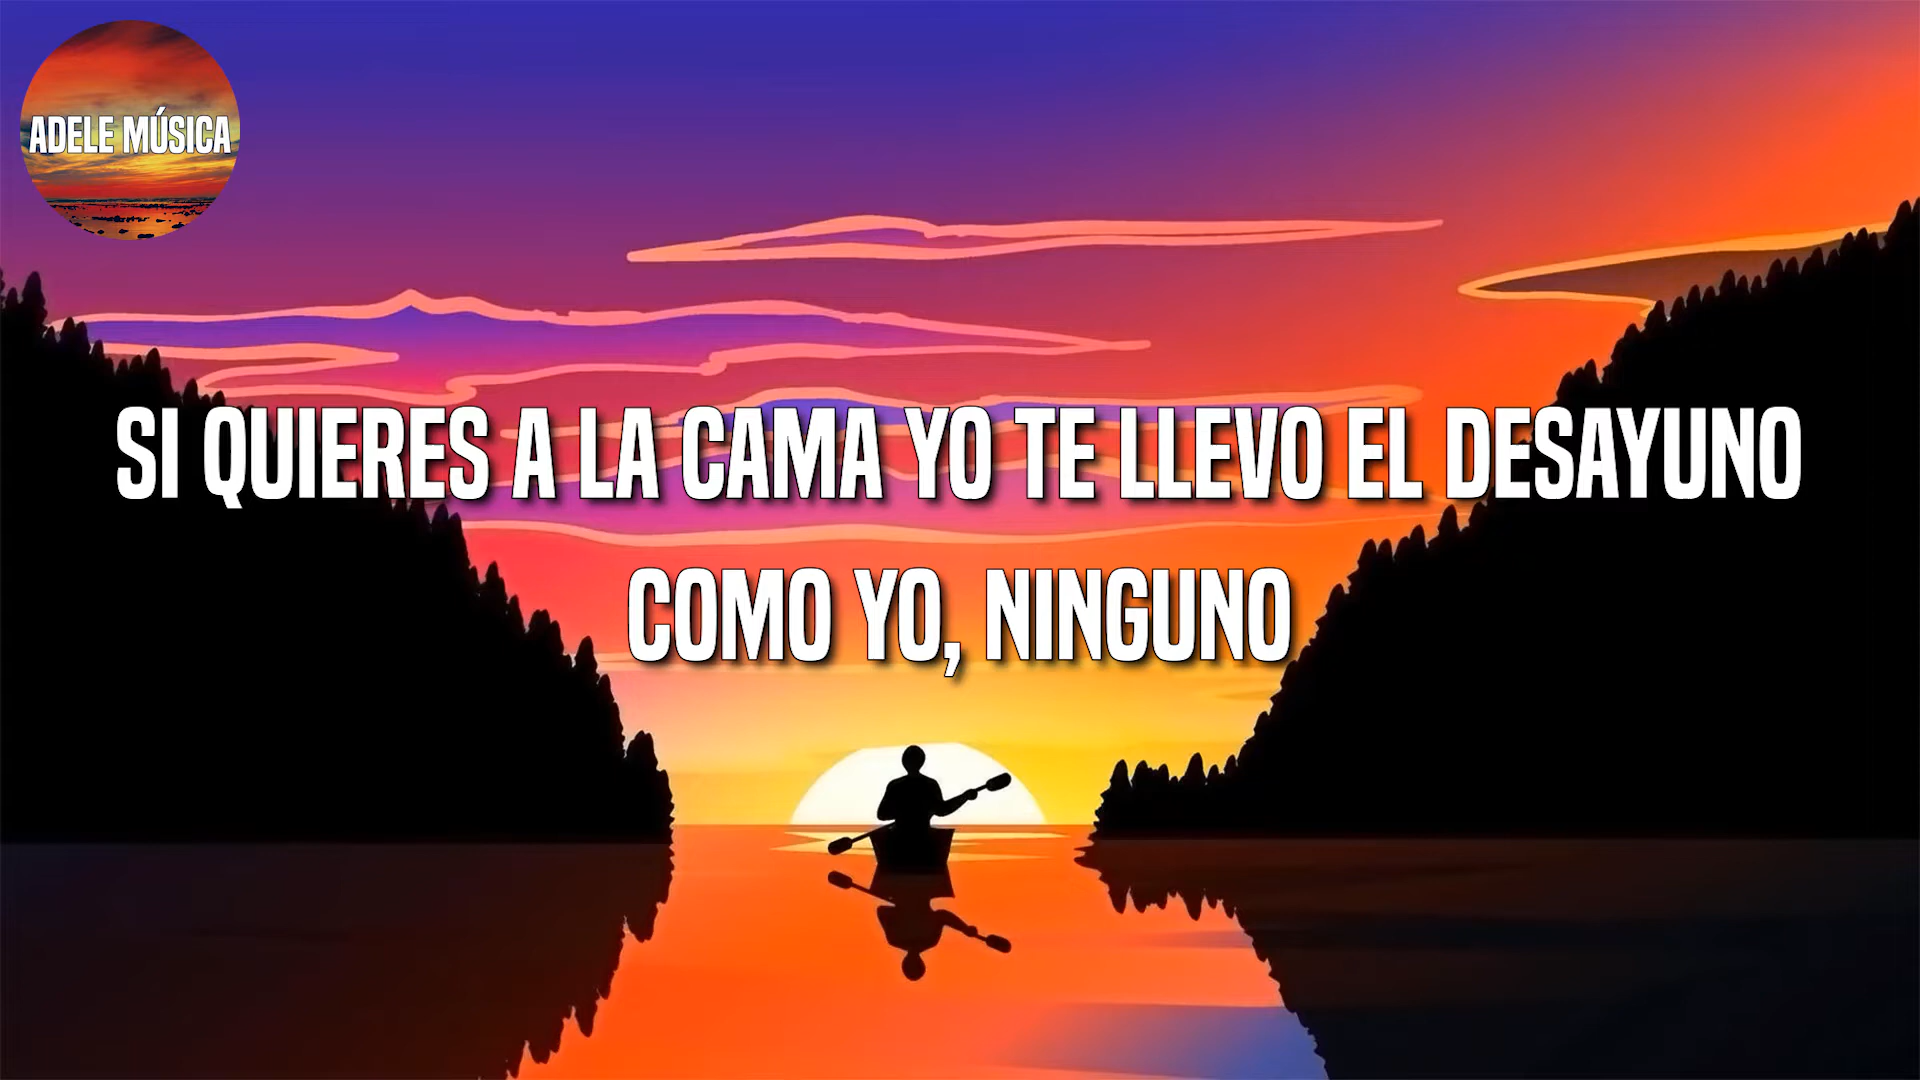 ADELE MÚSICA
SI QUIERES A LA CAMA YO TE LLEVO EL DESAYUNO
COMO YO, NINGUNO